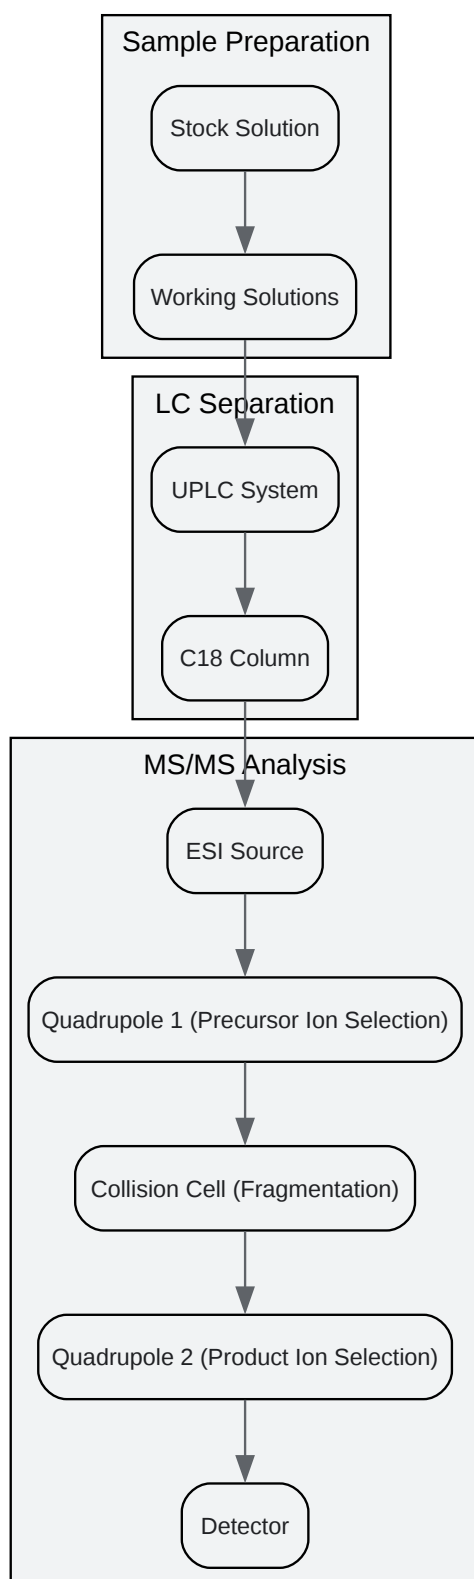 Sample Preparation
Stock Solution
Working Solutions
LC Separation
UPLC System
C18 Column
MS/MS Analysis
ESI Source
Quadrupole 1 (Precursor Ion Selection)
Collision Cell (Fragmentation)
Quadrupole 2 (Product Ion Selection)
Detector